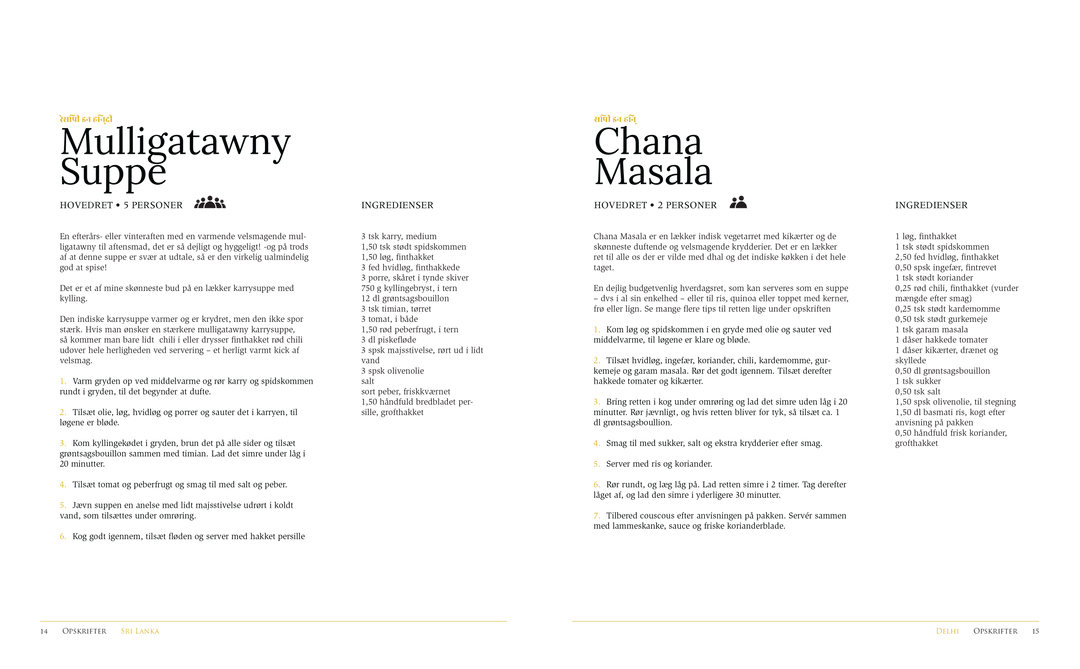 Mulligatawny
Suppe
HOVEDRET • 5 PERSONER
En efterårs- eller vinteraften med en varmende velsmagende mul-
ligatawny til aftensmad, det er så dejligt og hyggeligt! -og på trods
af at denne suppe er svær at udtale, så er den virkelig ualmindelig
god at spise!
Det er et af mine skønneste bud på en lækker karrysuppe med
kylling.
Den indiske karrysuppe varmer og er krydret, men den ikke spor
stærk. Hvis man ønsker en stærkere mulligatawny karrysuppe,
så kommer man bare lidt chili i eller drysser finthakket rød chili
udover hele herligheden ved servering – et herligt varmt kick af
velsmag.
1. Varm gryden op ved middelvarme og rør karry og spidskommen
rundt i gryden, til det begynder at dufte.
2. Tilsæt olie, løg, hvidløg og porrer og sauter det i karryen, til
løgene er bløde.
3. Kom kyllingekødet i gryden, brun det på alle sider og tilsæt
grøntsagsbouillon sammen med timian. Lad det simre under låg i
20 minutter.
4. Tilsæt tomat og peberfrugt og smag til med salt og peber.
5. Jævn suppen en anelse med lidt majsstivelse udrørt i koldt
vand, som tilsættes under omrøring.
6. Kog godt igennem, tilsæt fløden og server med hakket persille
INGREDIENSER
3 tsk karry, medium
1,50 tsk stødt spidskommen
1,50 løg, finthakket
3 fed hvidløg, finthakkede
3 porre, skåret i tynde skiver
750 g kyllingebryst, i tern
12 dl grøntsagsbouillon
3 tsk timian, tørret
3 tomat, i både
1,50 rød peberfrugt, i tern
3 dl piskefløde
3 spsk majsstivelse, rørt ud i lidt
vand
3 spsk olivenolie
salt
sort peber, friskkværnet
1,50 håndfuld bredbladet per-
sille, grofthakket
14 Opskrifter Sri Lanka
Chana
Masala
HOVEDRET • 2 PERSONER
Chana Masala er en lækker indisk vegetarret med kikærter og de
skønneste duftende og velsmagende krydderier. Det er en lækker
ret til alle os der er vilde med dhal og det indiske køkken i det hele
taget.
En dejlig budgetvenlig hverdagsret, som kan serveres som en suppe
– dvs i al sin enkelhed – eller til ris, quinoa eller toppet med kerner,
frø eller lign. Se mange flere tips til retten lige under opskriften
1. Kom løg og spidskommen i en gryde med olie og sauter ved
middelvarme, til løgene er klare og bløde.
2. Tilsæt hvidløg, ingefær, koriander, chili, kardemomme, gur-
kemeje og garam masala. Rør det godt igennem. Tilsæt derefter
hakkede tomater og kikærter.
3. Bring retten i kog under omrøring og lad det simre uden låg i 20
minutter. Rør jævnligt, og hvis retten bliver for tyk, så tilsæt ca. 1
dl grøntsagsboullion.
4. Smag til med sukker, salt og ekstra krydderier efter smag.
5. Server med ris og koriander.
6. Rør rundt, og læg låg på. Lad retten simre i 2 timer. Tag derefter
låget af, og lad den simre i yderligere 30 minutter.
7. Tilbered couscous efter anvisningen på pakken. Servér sammen
med lammeskanke, sauce og friske korianderblade.
INGREDIENSER
1 løg, finthakket
1 tsk stødt spidskommen
2,50 fed hvidløg, finthakket
0,50 spsk ingefær, fintrevet
1 tsk stødt koriander
0,25 rød chili, finthakket (vurder
mængde efter smag)
0,25 tsk stødt kardemomme
0,50 tsk stødt gurkemeje
1 tsk garam masala
1 dåser hakkede tomater
1 dåser kikærter, drænet og
skyllede
0,50 dl grøntsagsbouillon
1 tsk sukker
0,50 tsk salt
1,50 spsk olivenolie, til stegning
1,50 dl basmati ris, kogt efter
anvisning på pakken
0,50 håndfuld frisk koriander,
grofthakket
Delhi Opskrifter 15